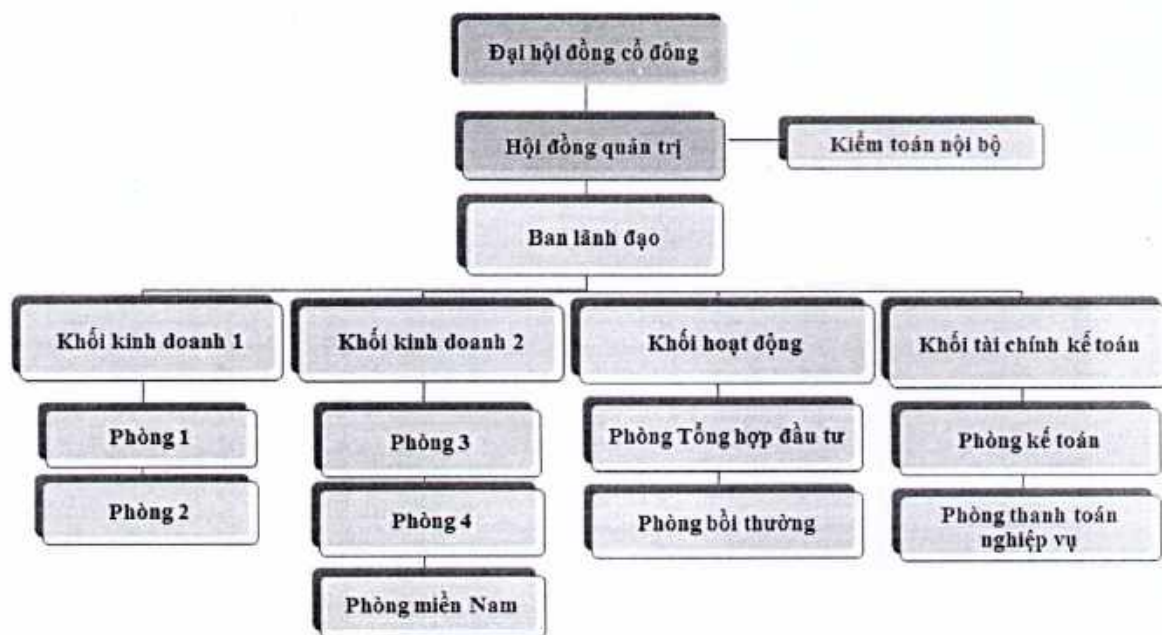 Đại hội đồng cổ đông
Hội đồng quản trị
Kiểm toán nội bộ
Ban lãnh đạo
Khối kinh doanh 1
Khối kinh doanh 2
Khối hoạt động
Khối tài chính kế toán
Phòng 1
Phòng 3
Phòng Tổng hợp đầu tư
Phòng kế toán
Phòng 2
Phòng 4
Phòng bồi thường
Phòng thanh toán
nghiệp vụ
Phòng miền Nam